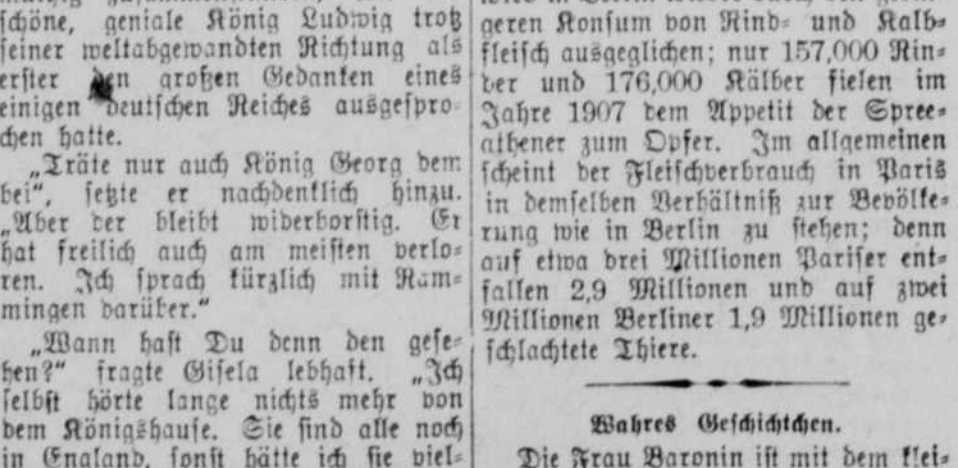 schöne, geniale König Ludwig trotz
seiner weltabgewandten Richtung als
erster den großen Gedanken eines
einigen deutschen Reiches ausgespro-
chen hatte.
„Träte nur auch König Georg dem
bei“, setzte er nachdenklich hinzu.
„Aber der bleibt widerborstig. Er
hat freilich auch am meisten verlo-
ren. Ich sprach kürzlich mit Ram-
mingen darüber.“
„Wann hast Du denn den gese-
hen?“ fragte Gisela lebhaft. „Ich
selbst hörte lange nichts mehr von
dem Königshause. Sie sind alle noch
in England, sonst hätte ich sie viel-
geren Konsum von Rind- und Kalb-
fleisch ausgeglichen; nur 157,000 Rin-
der und 176,000 Kälber fielen im
Jahre 1907 dem Appetit der Spree-
athener zum Opfer. Im allgemeinen
scheint der Fleischverbrauch in Paris
in demselben Verhältniß zur Bevölke-
rung wie in Berlin zu stehen; denn
auf etwa drei Millionen Pariser ent-
fallen 2,9 Millionen und auf zwei
Millionen Berliner 1,9 Millionen ge-
schlachtete Thiere.
Wahres Geschichtchen.
Die Frau Baronin ist mit dem klei-